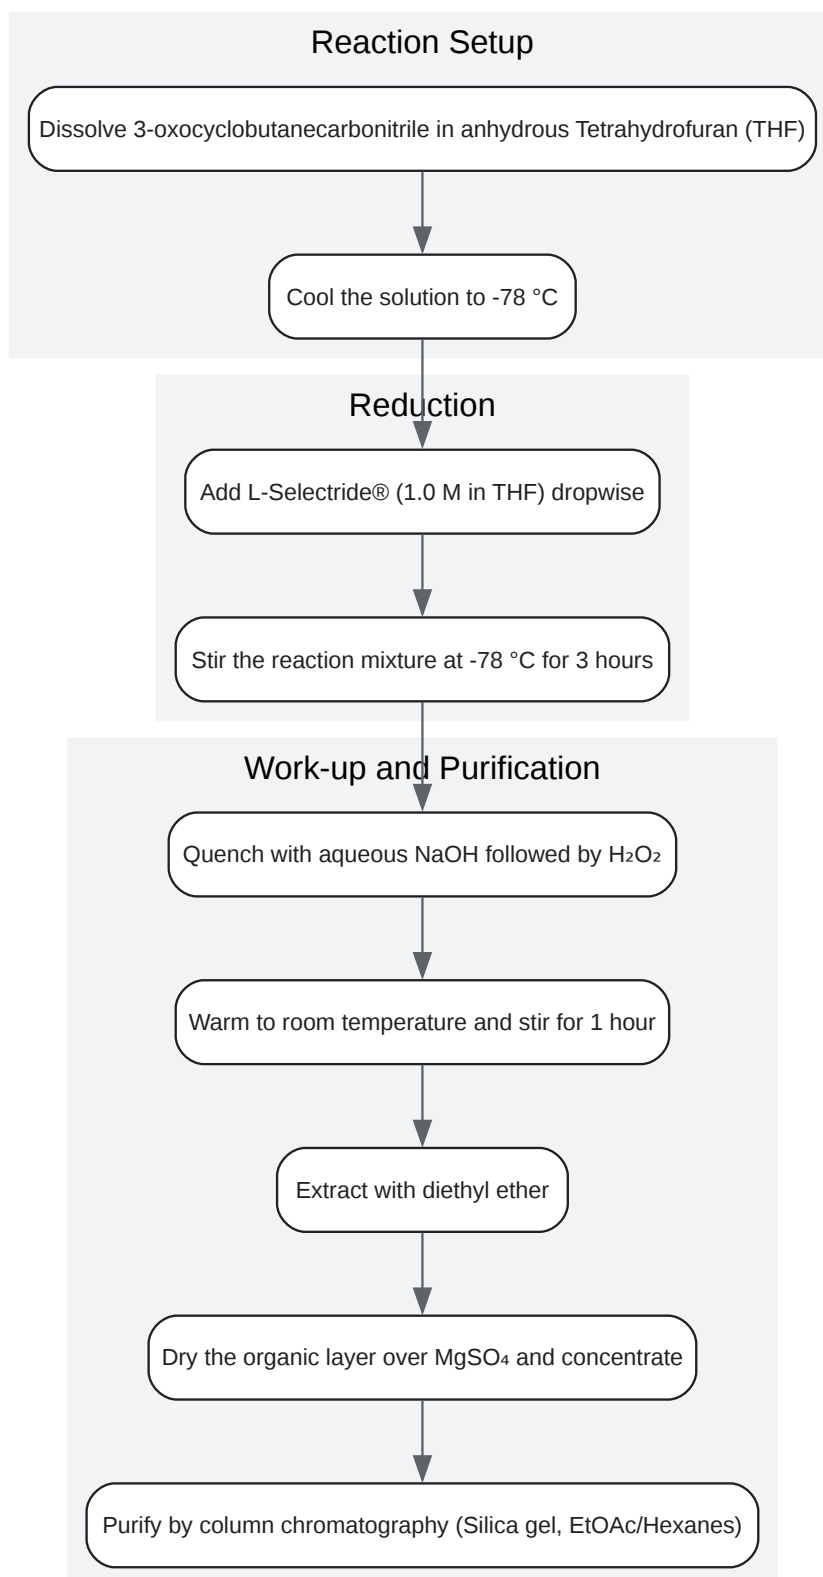 Reaction Setup
Dissolve 3-oxocyclobutanecarbonitrile in anhydrous Tetrahydrofuran (THF)
Cool the solution to -78 °C
Reduction
Add L-Selectride® (1.0 M in THF) dropwise
Stir the reaction mixture at -78 °C for 3 hours
Work-up and Purification
Quench with aqueous NaOH followed by H₂O₂
Warm to room temperature and stir for 1 hour
Extract with diethyl ether
Dry the organic layer over MgSO₄ and concentrate
Purify by column chromatography (Silica gel, EtOAc/Hexanes)